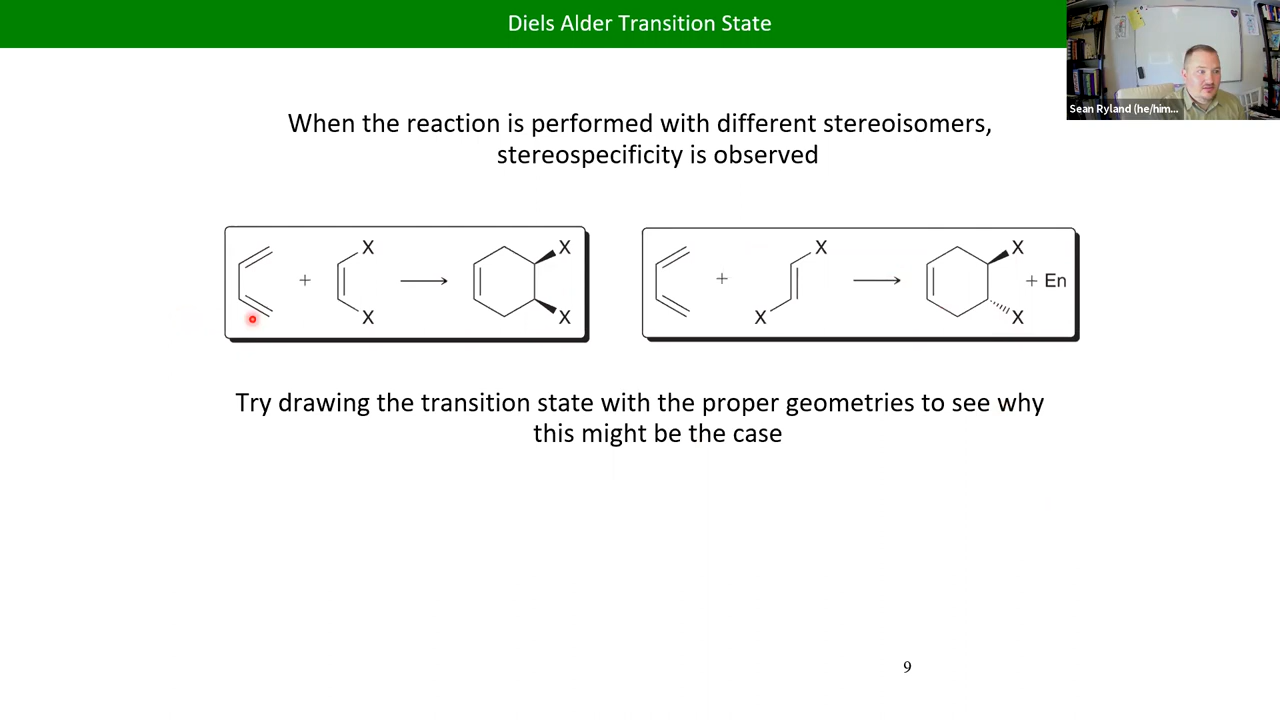 Diels Alder Transition State
Sean Ryland (he/him...
When the reaction is performed with different stereoisomers,
stereospecificity is observed
X X
+
X X
X X
+ + En
X X
Try drawing the transition state with the proper geometries to see why
this might be the case
9